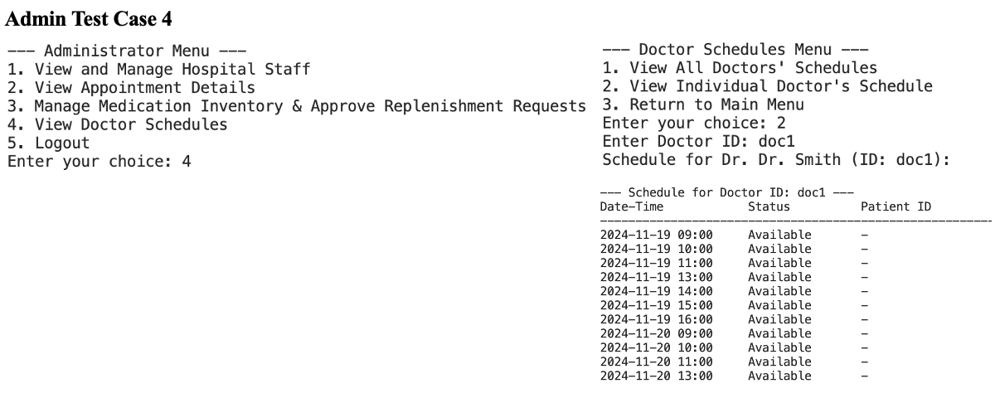 Admin Test Case 4
--- Administrator Menu ---
1. View and Manage Hospital Staff
2. View Appointment Details
3. Manage Medication Inventory & Approve Replenishment Requests
4. View Doctor Schedules
5. Logout
Enter your choice: 4
--- Doctor Schedules Menu ---
1. View All Doctors' Schedules
2. View Individual Doctor's Schedule
3. Return to Main Menu
Enter your choice: 2
Enter Doctor ID: doc1
Schedule for Dr. Dr. Smith (ID: doc1):
--- Schedule for Doctor ID: doc1 ---
Date-Time Status Patient ID
--------------------------------------------------------
2024-11-19 09:00 Available -
2024-11-19 10:00 Available -
2024-11-19 11:00 Available -
2024-11-19 13:00 Available -
2024-11-19 14:00 Available -
2024-11-19 15:00 Available -
2024-11-19 16:00 Available -
2024-11-20 09:00 Available -
2024-11-20 10:00 Available -
2024-11-20 11:00 Available -
2024-11-20 13:00 Available -